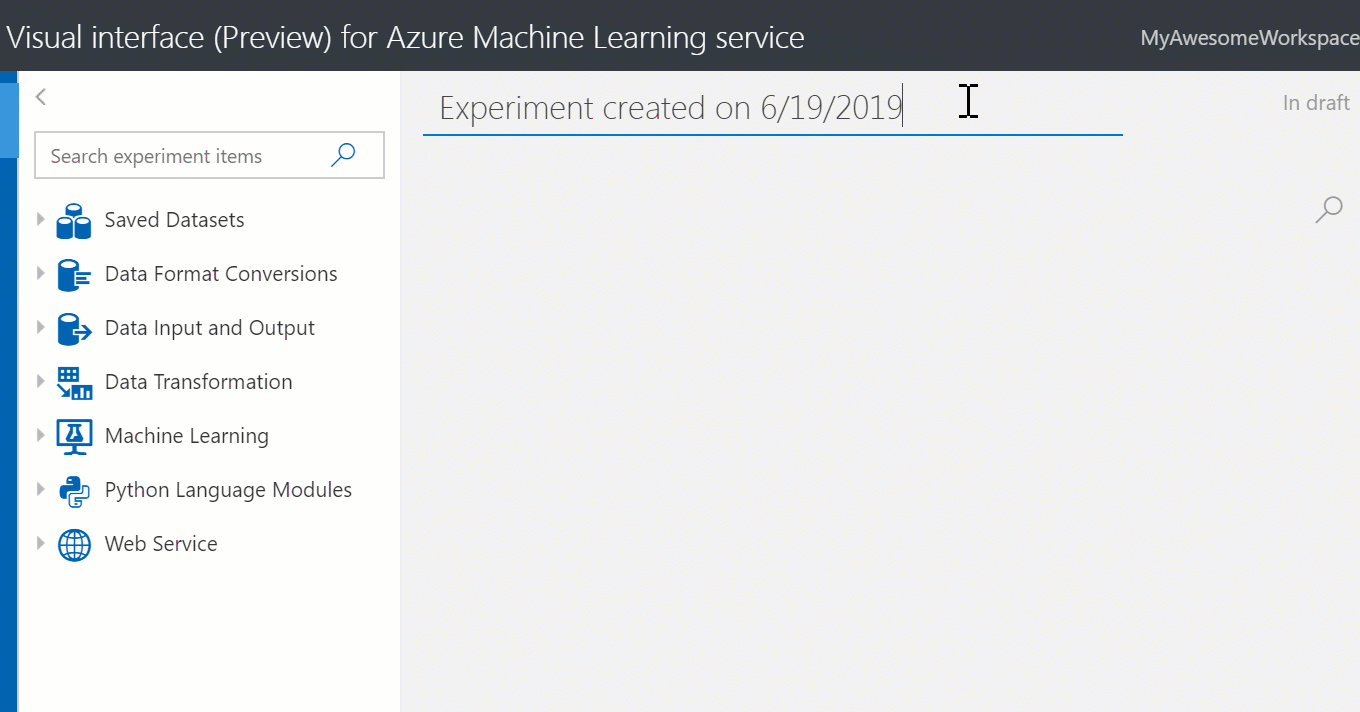 Visual interface (Preview) for Azure Machine Learning service
MyAwesomeWorkspace
Experiment created on 6/19/2019
In draft
Search experiment items
Saved Datasets
Data Format Conversions
Data Input and Output
Data Transformation
Machine Learning
Python Language Modules
Web Service